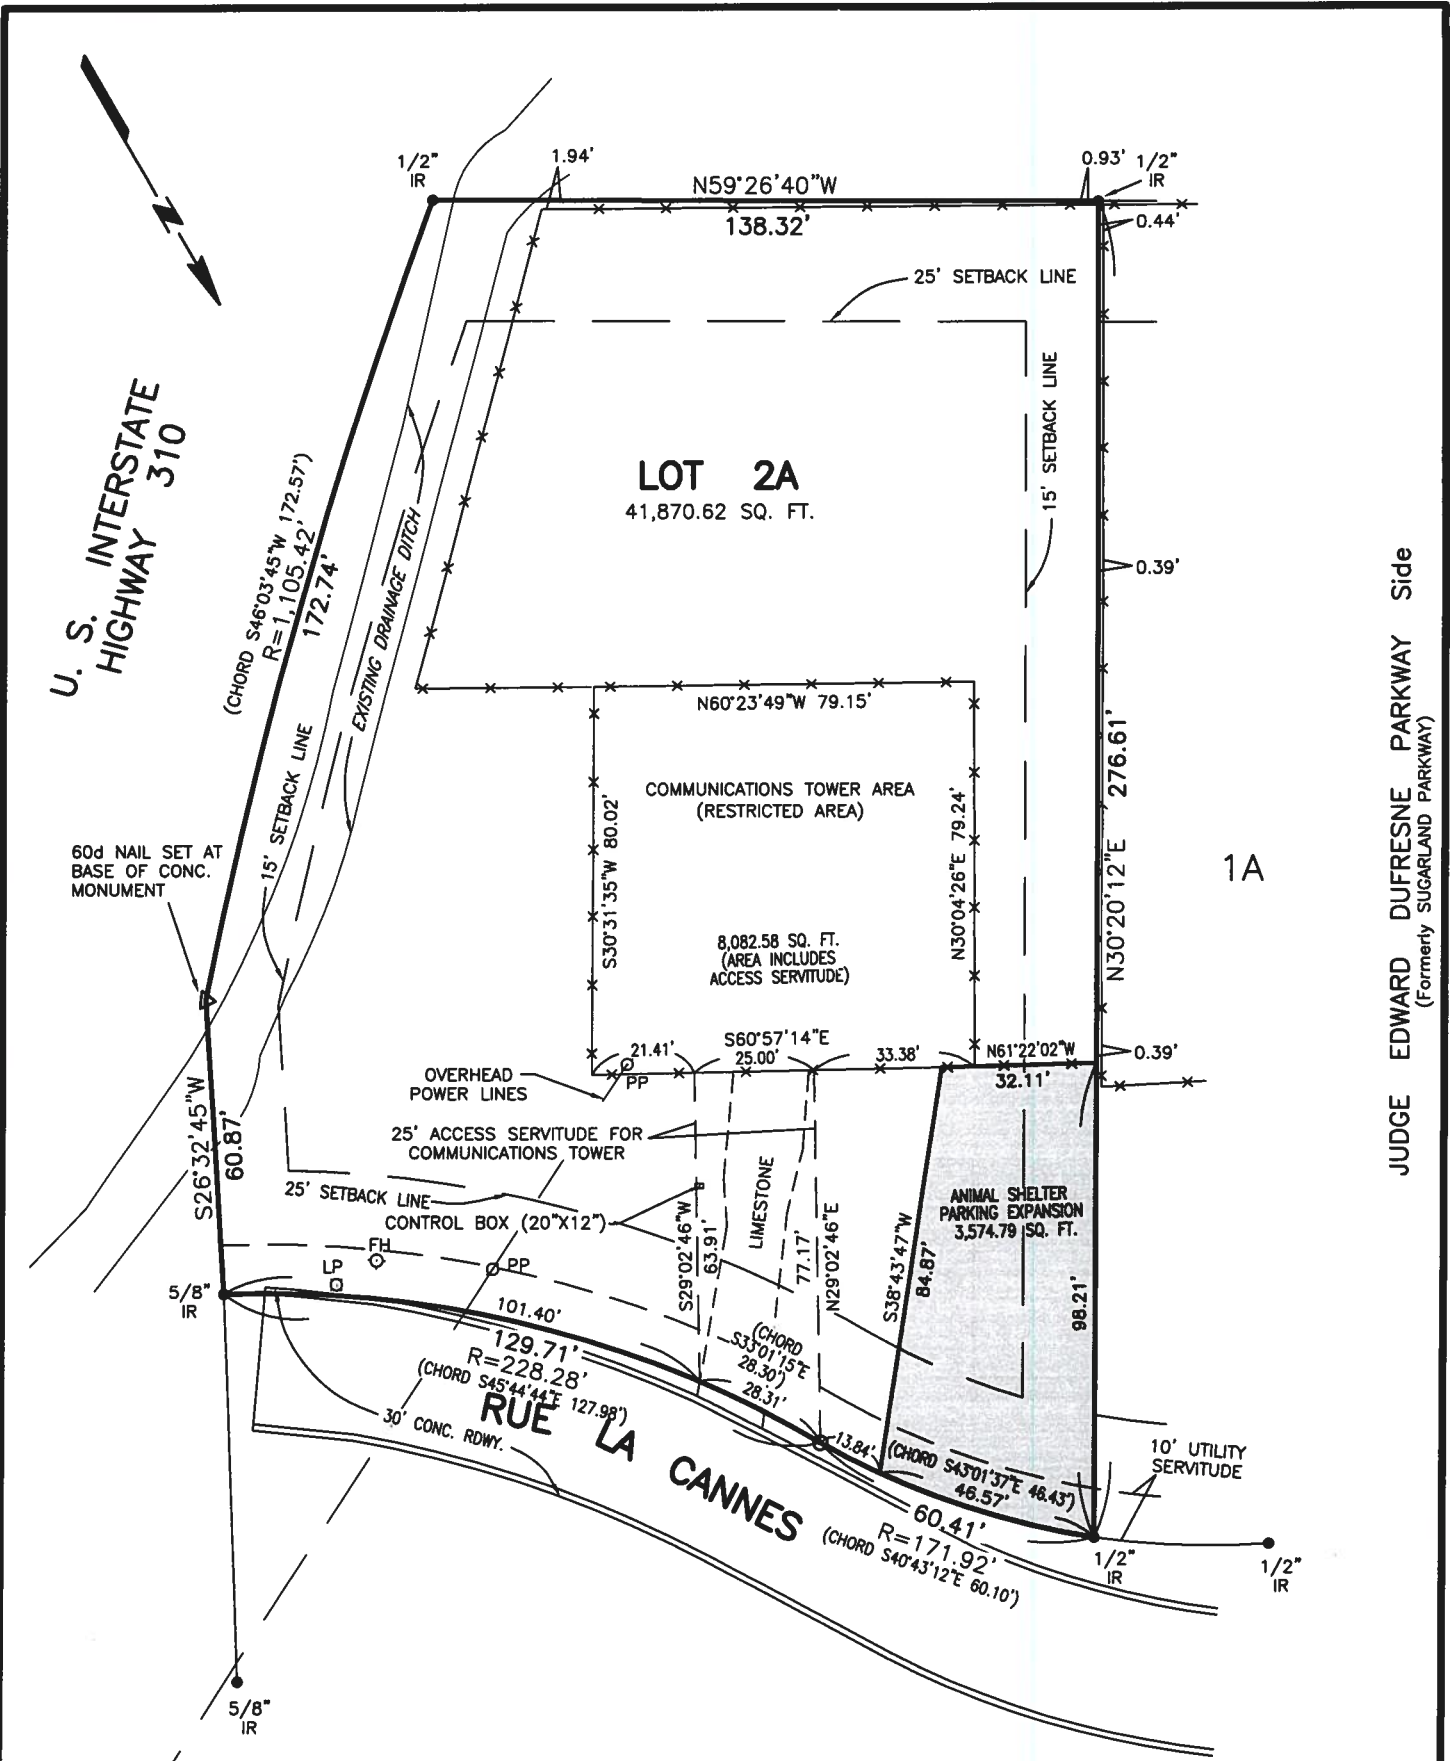 1/2"
IR
1.94'
N59°26'40"W
138.32'
0.93'
1/2"
IR
0.44'
25' SETBACK LINE
15' SETBACK LINE
U. S. INTERSTATE
HIGHWAY 310
(CHORD S46°03'45"W 172.57')
R=1,105.42'
172.74'
LOT 2A
41,870.62 SQ. FT.
EXISTING DRAINAGE DITCH
15' SETBACK LINE
0.39'
N60°23'49"W 79.15'
COMMUNICATIONS TOWER AREA
(RESTRICTED AREA)
S30°31'35"W 80.02'
N30°04'26"E 79.24'
8,082.58 SQ. FT.
(AREA INCLUDES
ACCESS SERVITUDE)
276.61'
N30°20'12"E
1A
JUDGE EDWARD DUFRESNE PARKWAY Side
(Formerly SUGARLAND PARKWAY)
60d NAIL SET AT
BASE OF CONC.
MONUMENT
S60°57'14"E
21.41'
25.00'
33.38'
N61°22'02"W
32.11'
0.39'
PP
OVERHEAD
POWER LINES
S26°32'45"W
60.87'
25' ACCESS SERVITUDE FOR
COMMUNICATIONS TOWER
25' SETBACK LINE
CONTROL BOX (20"X12")
S29°02'46"W
63.91'
LIMESTONE
77.17'
N29°02'46"E
S38°43'47"W
84.87'
ANIMAL SHELTER
PARKING EXPANSION
3,574.79 SQ. FT.
98.21'
FH
LP
PP
5/8"
IR
101.40'
129.71'
R=228.28'
(CHORD S45°44'44"E 127.98')
(CHORD
S33°01'15"E
28.30')
28.31'
30' CONC. RDWY.
RUE LA CANNES
13.84'
(CHORD S43°01'37"E 46.43')
46.57'
60.41'
R=171.92'
(CHORD S40°43'12"E 60.10')
10' UTILITY
SERVITUDE
1/2"
IR
1/2"
IR
5/8"
IR